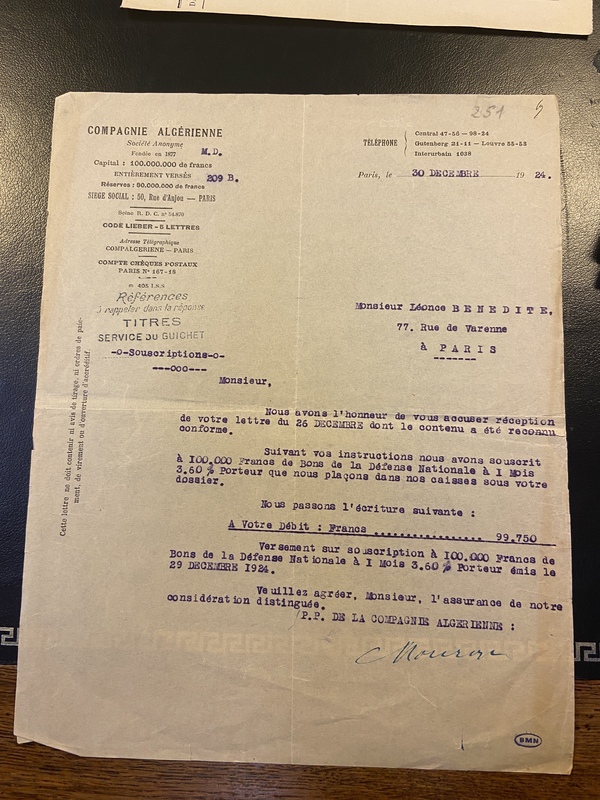 251
COMPAGNIE ALGÉRIENNE
Société Anonyme
Fondée en 1877
M.D.
Capital : 100.000.000 de francs
ENTIÈREMENT VERSÉS
209 B.
Réserves : 90.000.000 de francs
SIÈGE SOCIAL : 50, Rue d'Anjou — PARIS
Seine R. D. C. nº 54.870
CODE LIEBER - 5 LETTRES
Adresse Télégraphique
COMPALGERIENE - PARIS
COMPTE CHÈQUES POSTAUX
PARIS Nº 167-18
TÉLÉPHONE
Central 47-56 — 98-24
Gutenberg 21-11 — Louvre 55-53
Interurbain 1038
Paris, le 30 DECEMBRE 1924.
Références
à rappeler dans la réponse
TITRES
SERVICE DU GUICHET
-o-Souscriptions-o-
---ooo---
Monsieur Léonce BENEDITE,
77. Rue de Varenne
à PARIS
-------
Monsieur,
Nous avons l'honneur de vous accuser réception
de votre lettre du 26 DECEMBRE dont le contenu a été reconnu
conforme.
Suivant vos instructions nous avons souscrit
à 100.000 Francs de Bons de la Défense Nationale à 1 Mois
3.60 % Porteur que nous plaçons dans nos caisses sous votre
dossier.
Nous passons l'écriture suivante :
A Votre Débit : Francs ................ 99.750
Versement sur souscription à 100.000 Francs de
Bons de la Défense Nationale à 1 Mois 3.60 % Porteur émis le
29 DECEMBRE 1924.
Veuillez agréer, Monsieur, l'assurance de notre
considération distinguée.
P.P. DE LA COMPAGNIE ALGERIENNE :
Cette lettre ne doit contenir ni avis de tirage, ni ordres de paie-
ment, de virement ou d'ouverture d'accréditif.
BMN